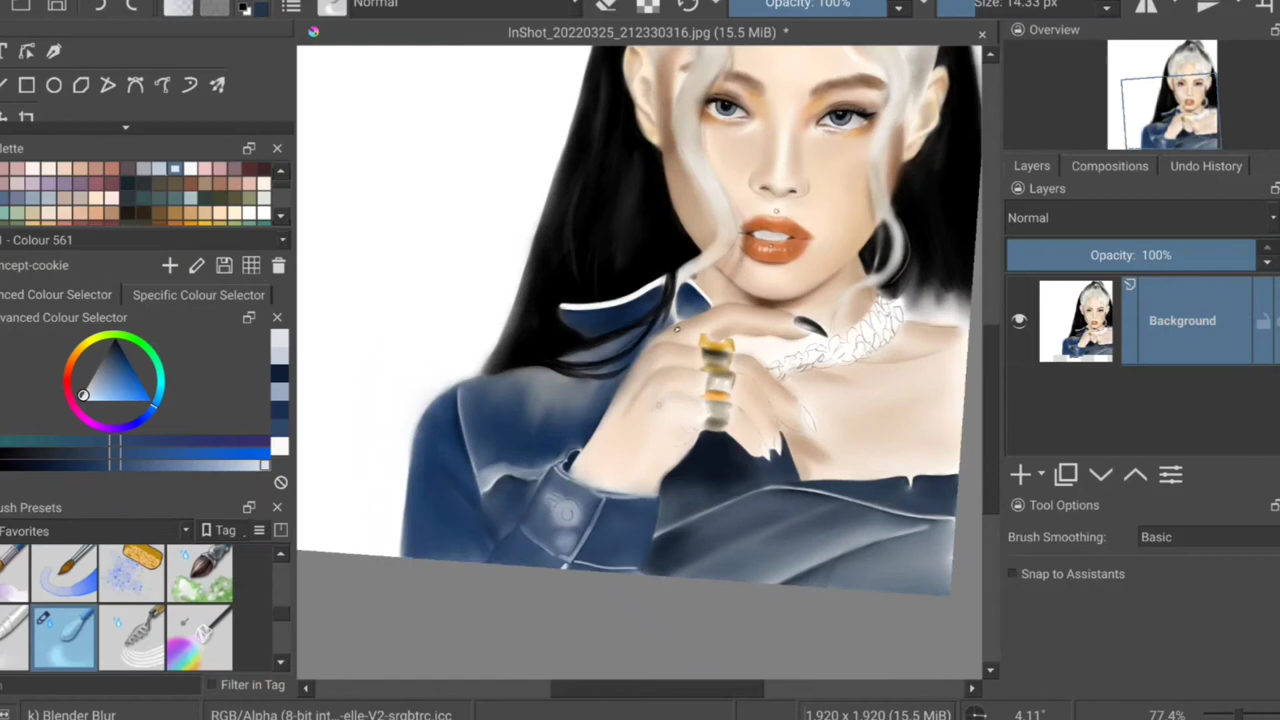 Normal
Opacity: 100%
Size: 14.33 px
InShot_20220325_212330316.jpg (15.5 MiB) *
Overview
lette
Layers
Compositions
Undo History
Layers
Normal
Opacity: 100%
Background
- Colour 561
ncept-cookie
nced Colour Selector
Specific Colour Selector
dvanced Colour Selector
ush Presets
Favorites
Tag
Filter in Tag
Tool Options
Brush Smoothing:
Basic
Snap to Assistants
k) Blender Blur
RGB/Alpha (8-bit int...-elle-V2-srgbtrc.icc
1,920 x 1,920 (15.5 MiB)
4.11°
77.4%